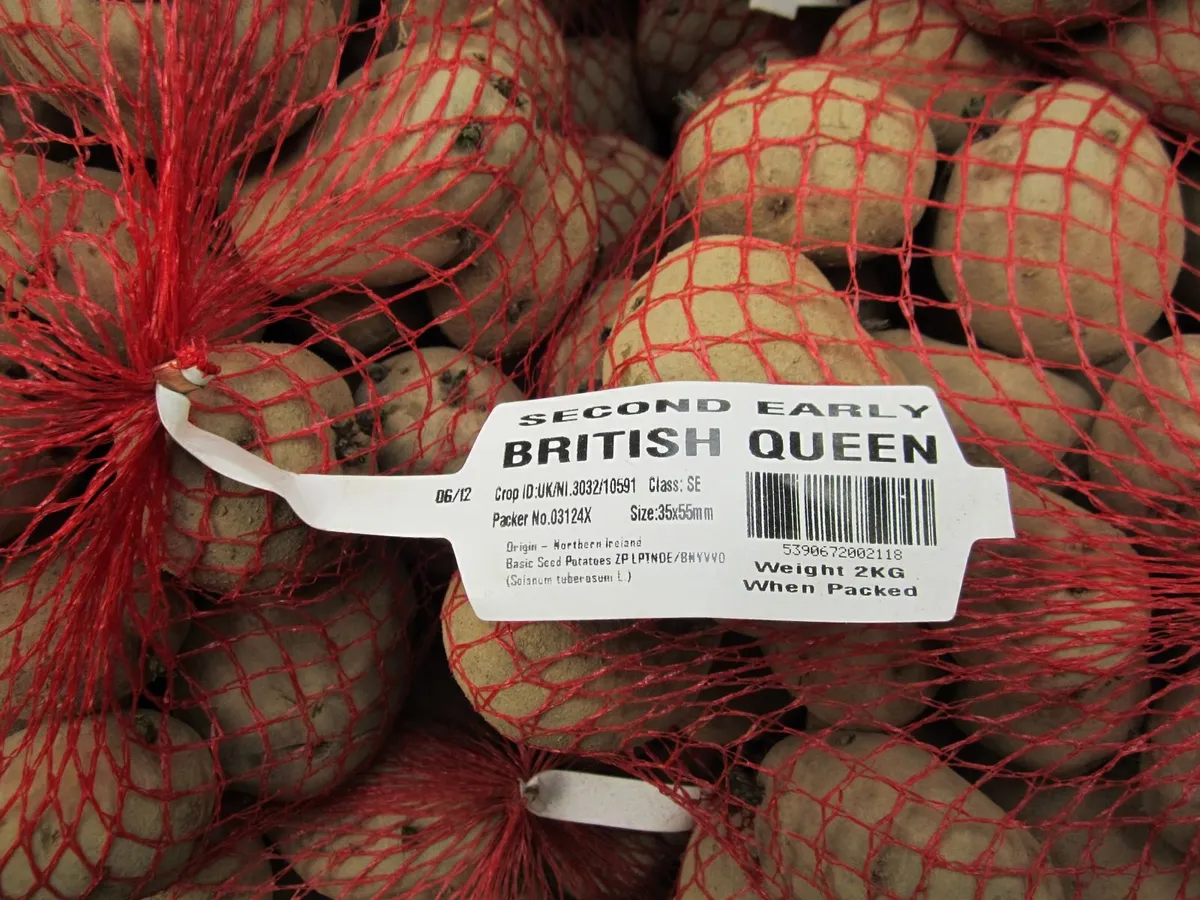 SECOND EARLY
BRITISH QUEEN
06/12
Crop ID:UK/NI.3032/10591 Class: SE
Packer No.03124X Size:35x55mm
Origin - Northern Ireland
Basic Seed Potatoes ZP LPTNDE/
(Solanum tuberosum L.)
5390672002118
Weight 2KG
When Packed